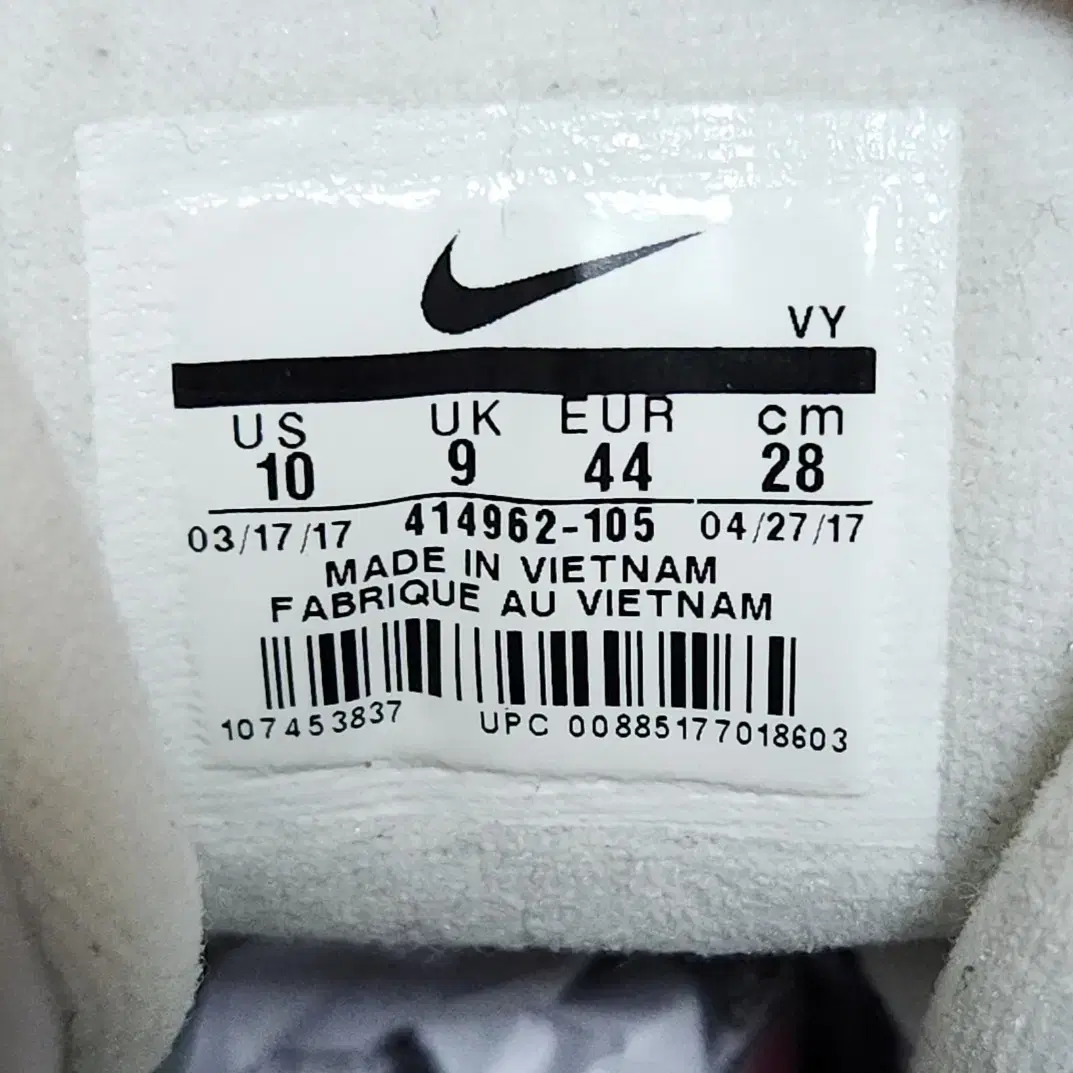 VY
US UK EUR cm
10 9 44 28
03/17/17 414962-105 04/27/17
MADE IN VIETNAM
FABRIQUE AU VIETNAM
107453837 UPC 00885177018603